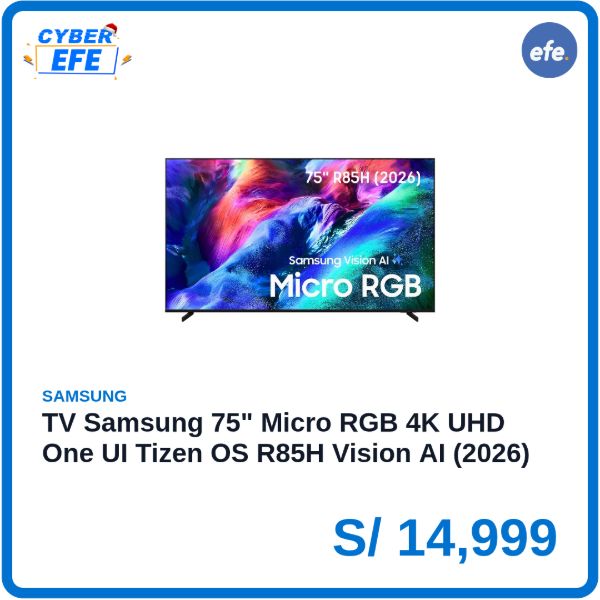 CYBER
EFE
efe.
75" R85H (2026)
Samsung Vision AI
Micro RGB
SAMSUNG
TV Samsung 75" Micro RGB 4K UHD
One UI Tizen OS R85H Vision AI (2026)
S/ 14,999